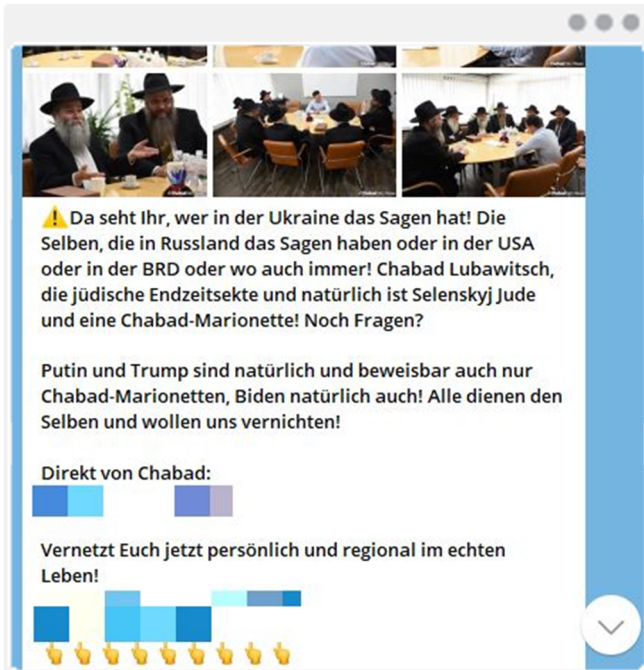 ⚠️Da seht Ihr, wer in der Ukraine das Sagen hat! Die
Selben, die in Russland das Sagen haben oder in der USA
oder in der BRD oder wo auch immer! Chabad Lubawitsch,
die jüdische Endzeitsekte und natürlich ist Selenskyj Jude
und eine Chabad-Marionette! Noch Fragen?
Putin und Trump sind natürlich und beweisbar auch nur
Chabad-Marionetten, Biden natürlich auch! Alle dienen den
Selben und wollen uns vernichten!
Direkt von Chabad:
Vernetzt Euch jetzt persönlich und regional im echten
Leben!